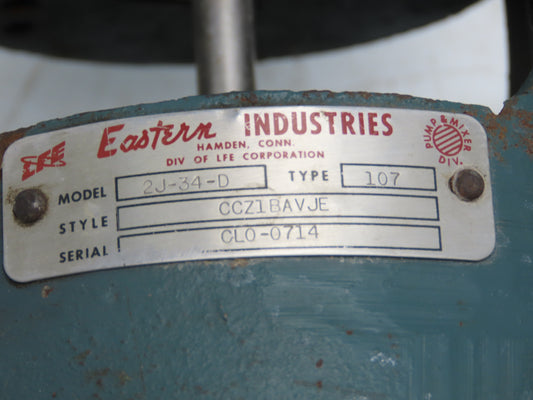 LFE Eastern INDUSTRIES
HAMDEN, CONN.
DIV OF LFE CORPORATION
PUMP & MIXER DIV.
MODEL 2J-34-D TYPE 107
STYLE CCZ1BAVJE
SERIAL CLO-0714